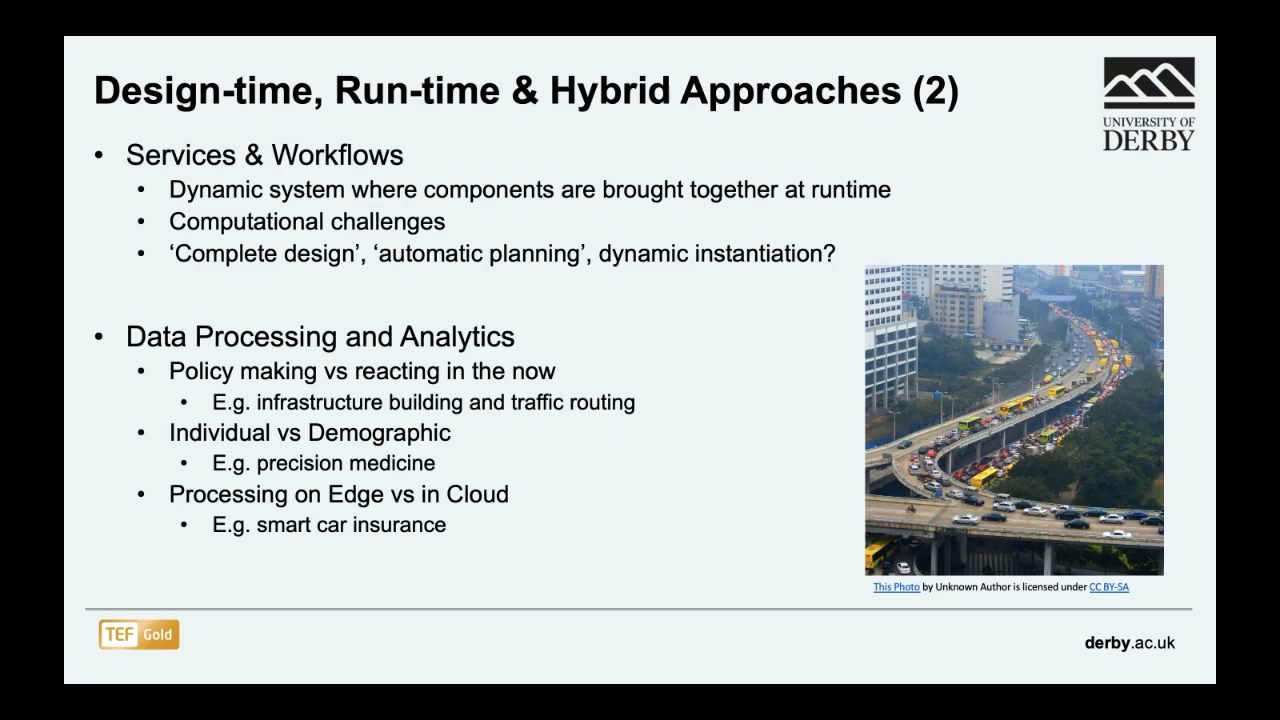 Design-time, Run-time & Hybrid Approaches (2)
UNIVERSITY OF
DERBY
• Services & Workflows
• Dynamic system where components are brought together at runtime
• Computational challenges
• ‘Complete design’, ‘automatic planning’, dynamic instantiation?
• Data Processing and Analytics
• Policy making vs reacting in the now
• E.g. infrastructure building and traffic routing
• Individual vs Demographic
• E.g. precision medicine
• Processing on Edge vs in Cloud
• E.g. smart car insurance
This Photo by Unknown Author is licensed under CC BY-SA
TEF Gold
derby.ac.uk